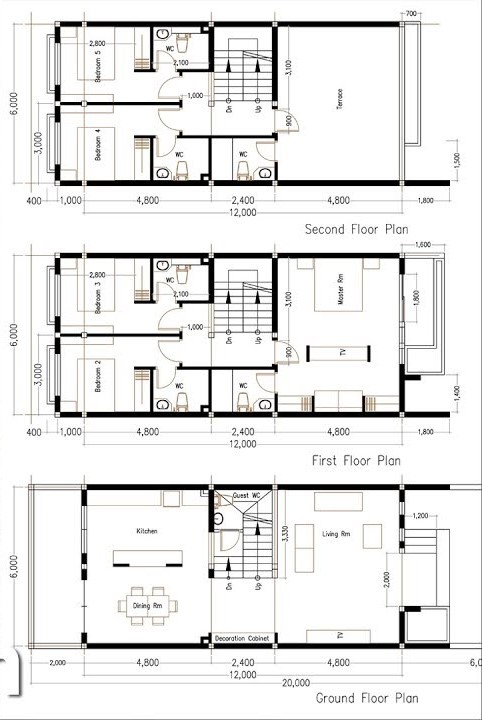 700
Bedroom 5
2,800
WC
2,100
1,000
3,100
Terrace
6,000
Dn
Up
900
3,000
Bedroom 4
WC
WC
1,500
400
1,000
4,800
2,400
4,800
1,800
12,000
Second Floor Plan
1,600
Bedroom 3
2,800
WC
2,100
1,000
3,100
Master Rm
1,800
6,000
Dn
Up
900
TV
3,000
Bedroom 2
WC
WC
1,400
400
1,000
4,800
2,400
4,800
1,800
12,000
First Floor Plan
Guest WC
Kitchen
3,330
Living Rm
1,200
6,000
Dn
Up
2,000
Dining Rm
Decoration Cabinet
TV
2,000
4,800
2,400
4,800
6,0
12,000
20,000
Ground Floor Plan